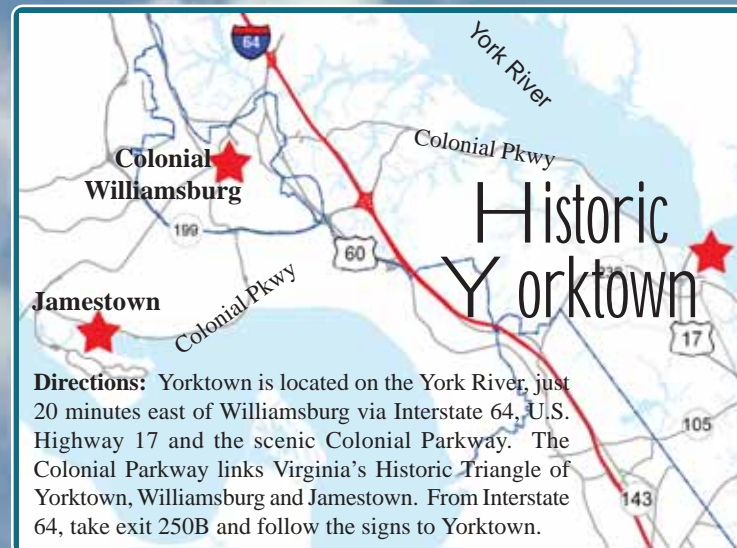 64
York River
Colonial Pkwy
Colonial
Williamsburg
Historic
Yorktown
199
60
17
Jamestown
Colonial Pkwy
105
143
Directions: Yorktown is located on the York River, just
20 minutes east of Williamsburg via Interstate 64, U.S.
Highway 17 and the scenic Colonial Parkway. The
Colonial Parkway links Virginia's Historic Triangle of
Yorktown, Williamsburg and Jamestown. From Interstate
64, take exit 250B and follow the signs to Yorktown.